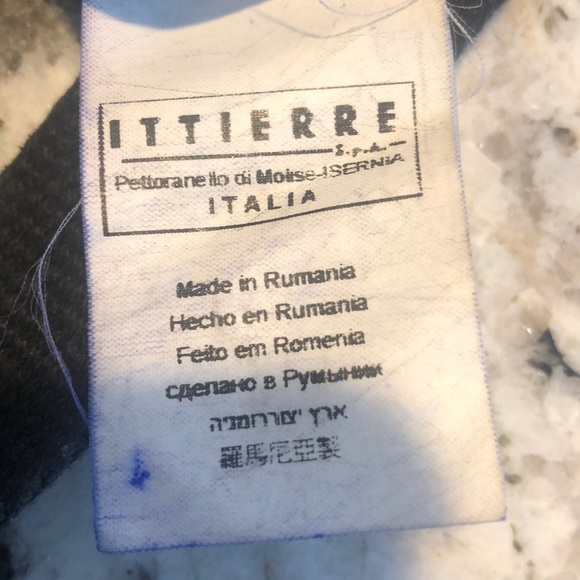 ITTIERRE
S.p.A.
Pettoranello di Molise-ISERNIA
ITALIA
Made in Rumania
Hecho en Rumania
Feito em Romenia
сделано в Румынии
ארץ יצור:רומניה
羅馬尼亞製